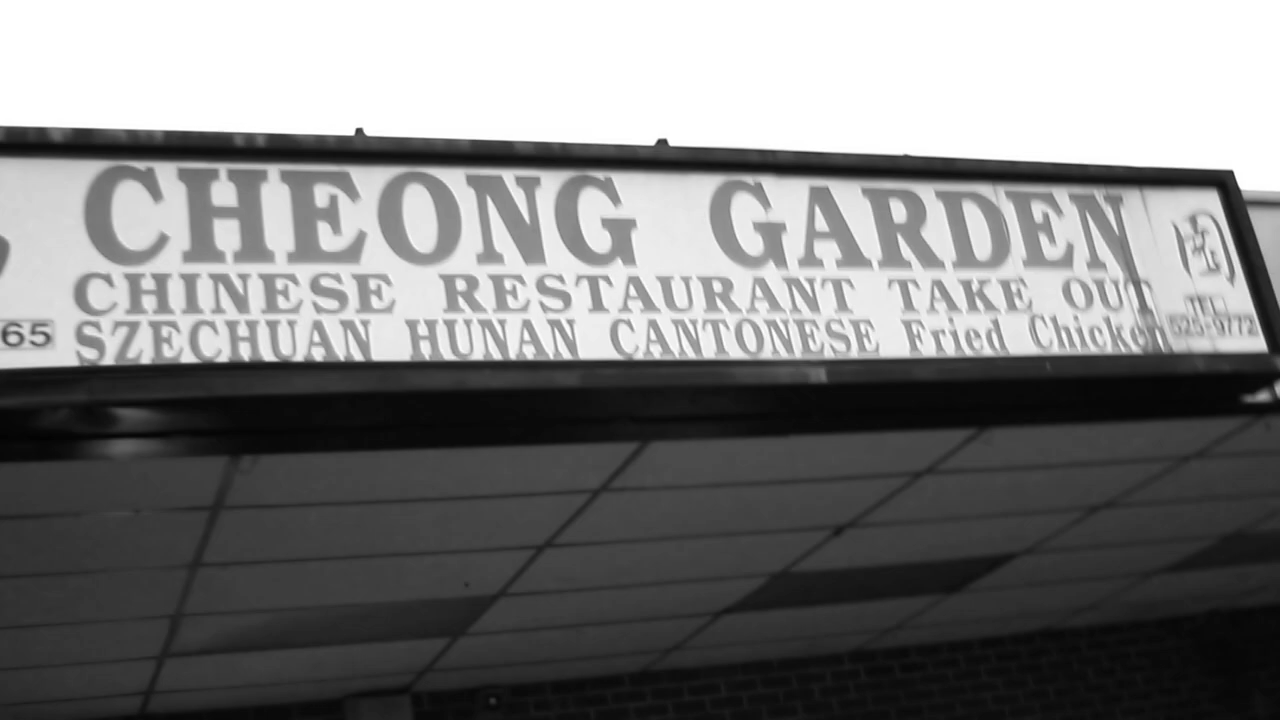 CHEONG GARDEN
CHINESE RESTAURANT TAKE OUT
SZECHUAN HUNAN CANTONESE Fried Chicken
65
TEL
525-9772